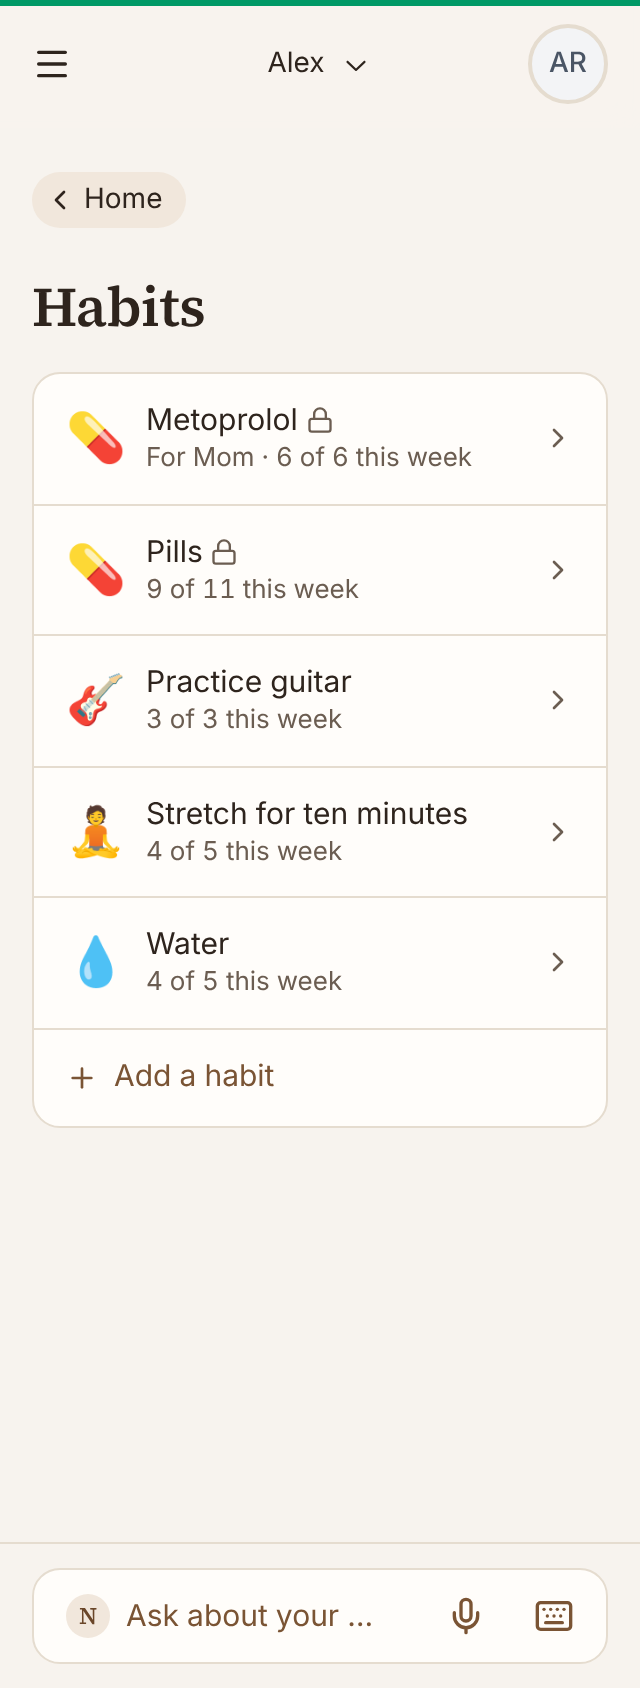 Alex
AR
Home
Habits
Metoprolol
For Mom · 6 of 6 this week
Pills
9 of 11 this week
Practice guitar
3 of 3 this week
Stretch for ten minutes
4 of 5 this week
Water
4 of 5 this week
Add a habit
N Ask about your ...